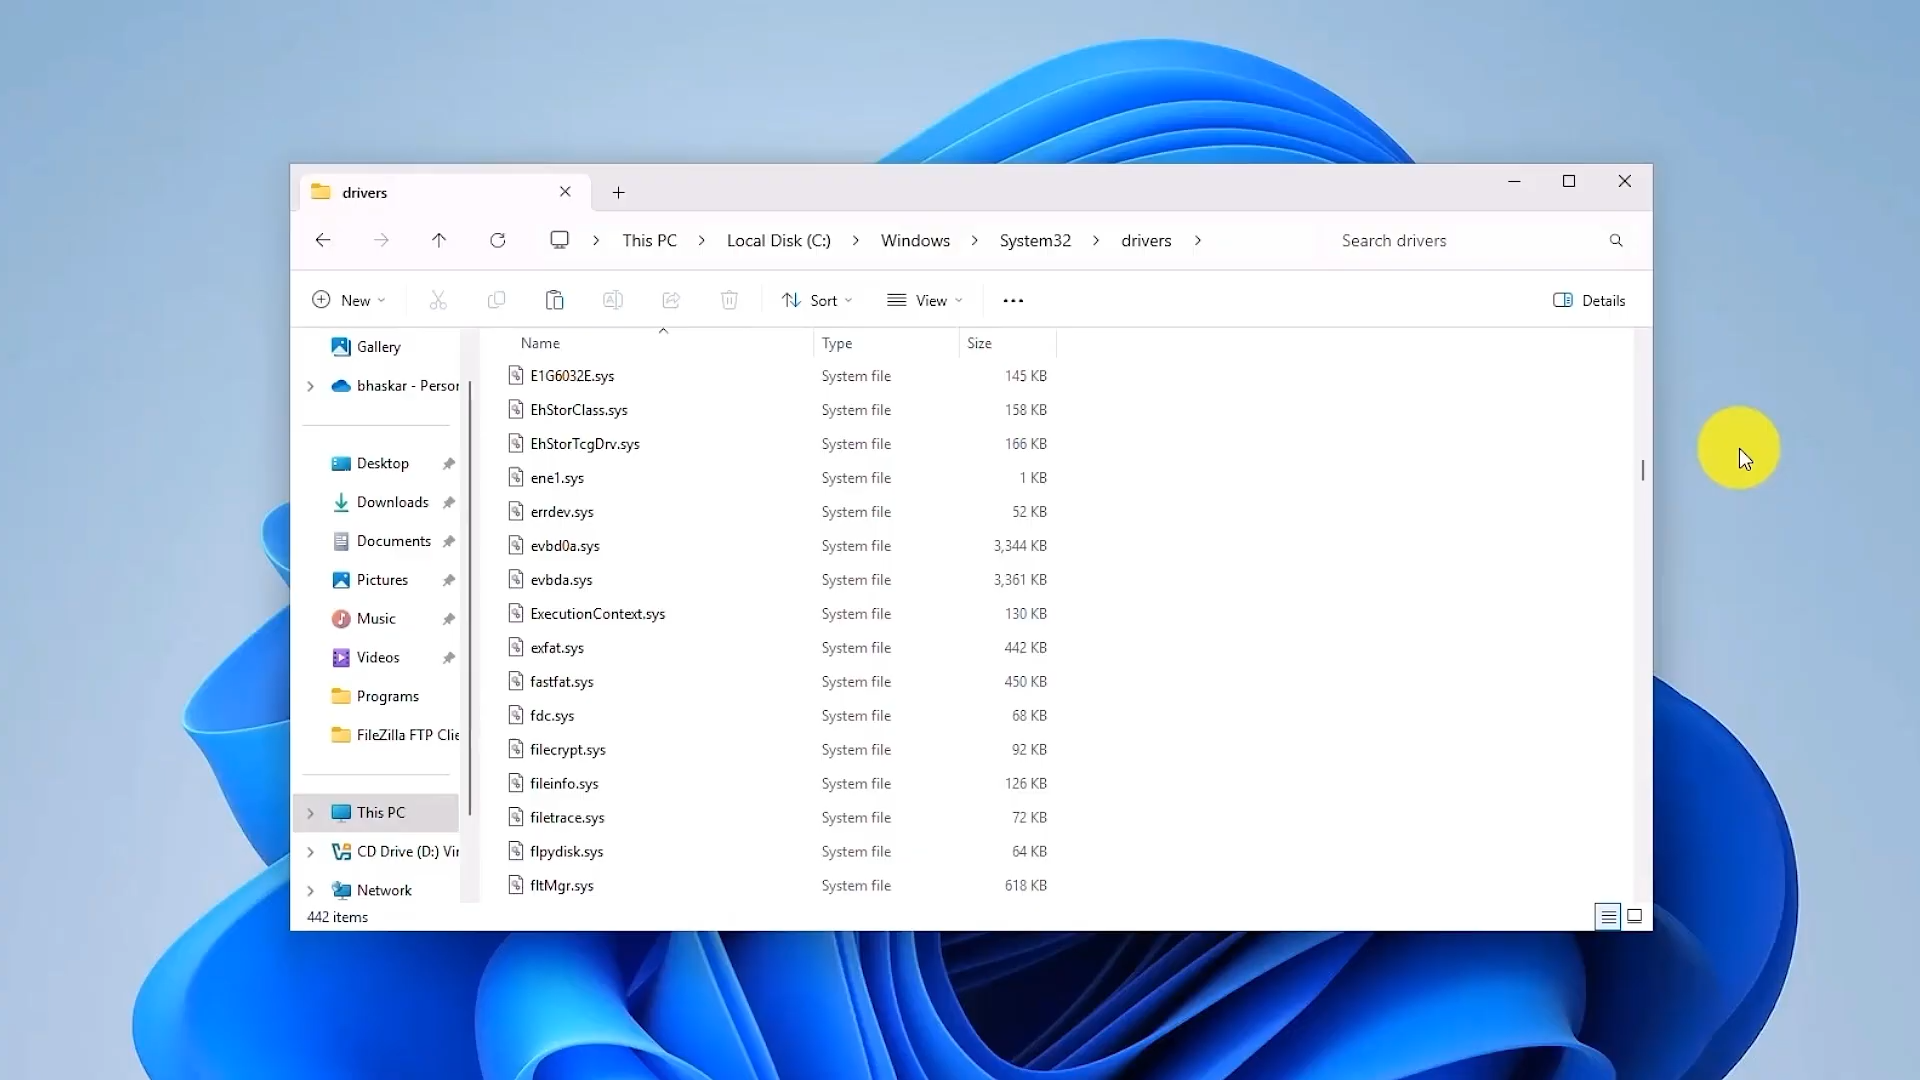 drivers
This PC Local Disk (C:) Windows System32 drivers Search drivers
New Sort View Details
Name Type Size
Gallery
bhaskar - Person
Desktop
Downloads
Documents
Pictures
Music
Videos
Programs
FileZilla FTP Clie
This PC
CD Drive (D:) Vir
Network
E1G6032E.sys System file 145 KB
EhStorClass.sys System file 158 KB
EhStorTcgDrv.sys System file 166 KB
ene1.sys System file 1 KB
errdev.sys System file 52 KB
evbd0a.sys System file 3,344 KB
evbda.sys System file 3,361 KB
ExecutionContext.sys System file 130 KB
exfat.sys System file 442 KB
fastfat.sys System file 450 KB
fdc.sys System file 68 KB
filecrypt.sys System file 92 KB
fileinfo.sys System file 126 KB
filetrace.sys System file 72 KB
flpydisk.sys System file 64 KB
fltMgr.sys System file 618 KB
442 items